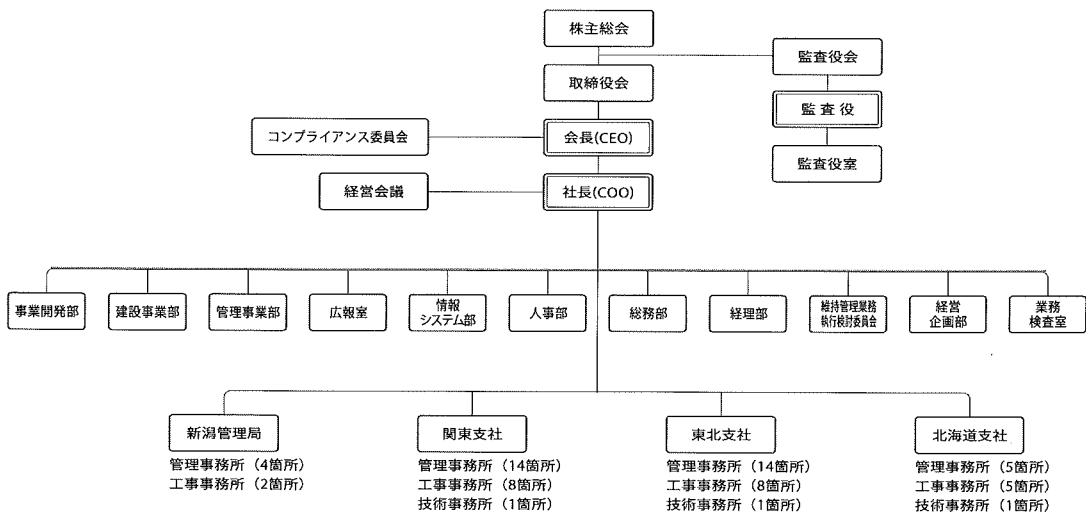 株主総会
監査役会
取締役会
監査役
コンプライアンス委員会
会長(CEO)
監査役室
経営会議
社長(COO)
事業開発部
建設事業部
管理事業部
広報室
情報
システム部
人事部
総務部
経理部
維持管理業務
執行検討委員会
経営
企画部
業務
検査室
新潟管理局
管理事務所（4箇所）
工事事務所（2箇所）
関東支社
管理事務所（14箇所）
工事事務所（8箇所）
技術事務所（1箇所）
東北支社
管理事務所（14箇所）
工事事務所（8箇所）
技術事務所（1箇所）
北海道支社
管理事務所（5箇所）
工事事務所（5箇所）
技術事務所（1箇所）